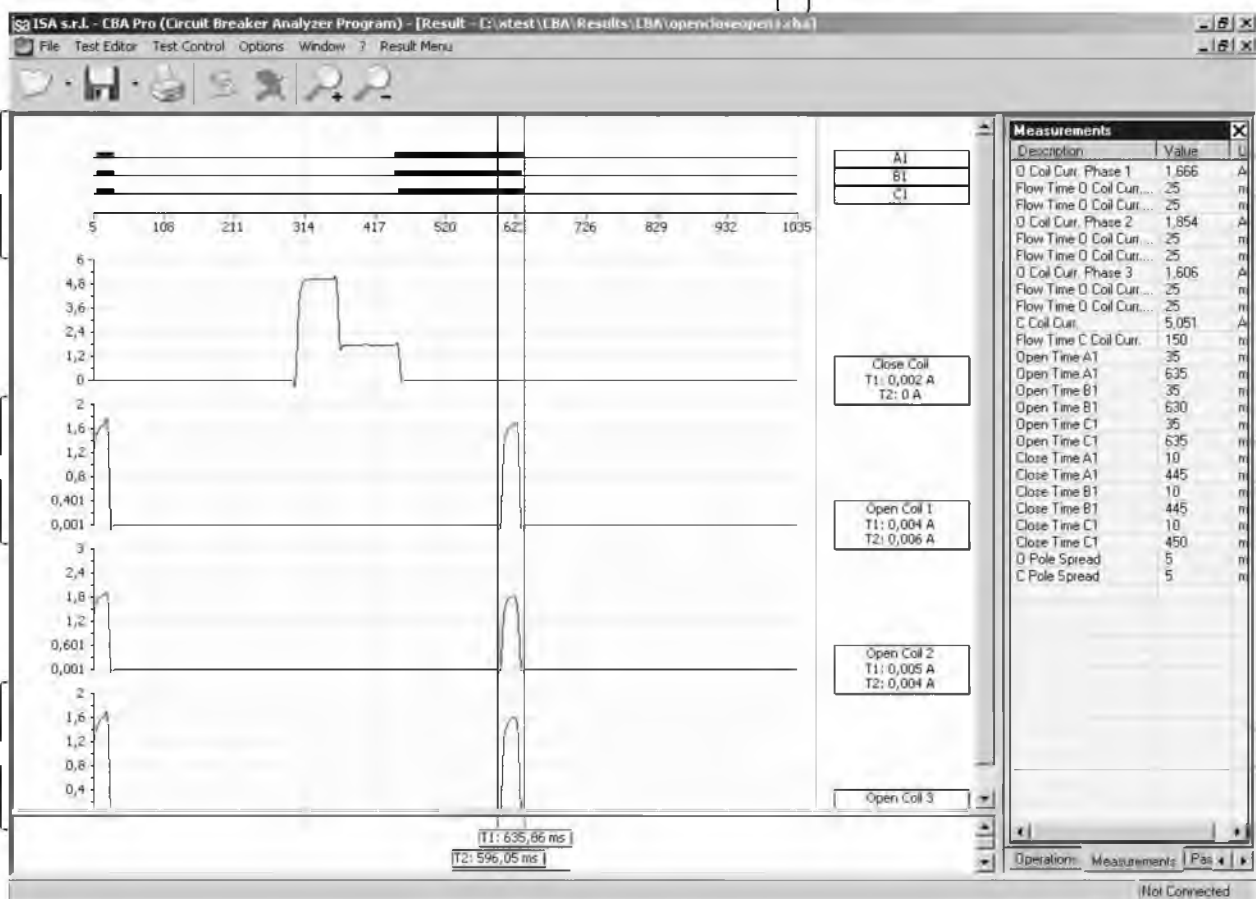 ISA s.r.l. - CBA Pro (Circuit Breaker Analyzer Program) - [Result - C:\xtest\CBA\Results\CBA\
File Test Editor Test Control Options Window ? Result Menu
A1
B1
C1
5 108 211 314 417 520 623 726 829 932 1035
6
4,8
3,6
2,4
1,2
0
Close Coil
T1: 0,002 A
T2: 0 A
2
1,6
1,2
0,8
0,401
0,001
Open Coil 1
T1: 0,004 A
T2: 0,006 A
3
2,4
1,8
1,2
0,601
0,001
Open Coil 2
T1: 0,005 A
T2: 0,004 A
2
1,6
1,2
0,8
0,4
Open Coil 3
T1: 635,86 ms
T2: 596,05 ms
Measurements
Description Value U
O Coil Curr. Phase 1 1,666 A
Flow Time O Coil Curr.... 25 m
Flow Time O Coil Curr.... 25 m
O Coil Curr. Phase 2 1,854 A
Flow Time O Coil Curr.... 25 m
Flow Time O Coil Curr.... 25 m
O Coil Curr. Phase 3 1,606 A
Flow Time O Coil Curr.... 25 m
Flow Time O Coil Curr.... 25 m
C Coil Curr. 5,051 A
Flow Time C Coil Curr. 150 m
Open Time A1 35 m
Open Time A1 635 m
Open Time B1 35 m
Open Time B1 630 m
Open Time C1 35 m
Open Time C1 635 m
Close Time A1 10 m
Close Time A1 445 m
Close Time B1 10 m
Close Time B1 445 m
Close Time C1 10 m
Close Time C1 450 m
O Pole Spread 5 m
C Pole Spread 5 m
Operations Measurements Pas
Not Connected